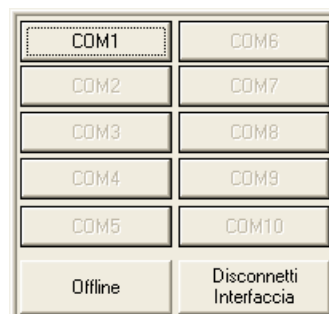 COM1 COM6
COM2 COM7
COM3 COM8
COM4 COM9
COM5 COM10
Offline Disconnetti
Interfaccia